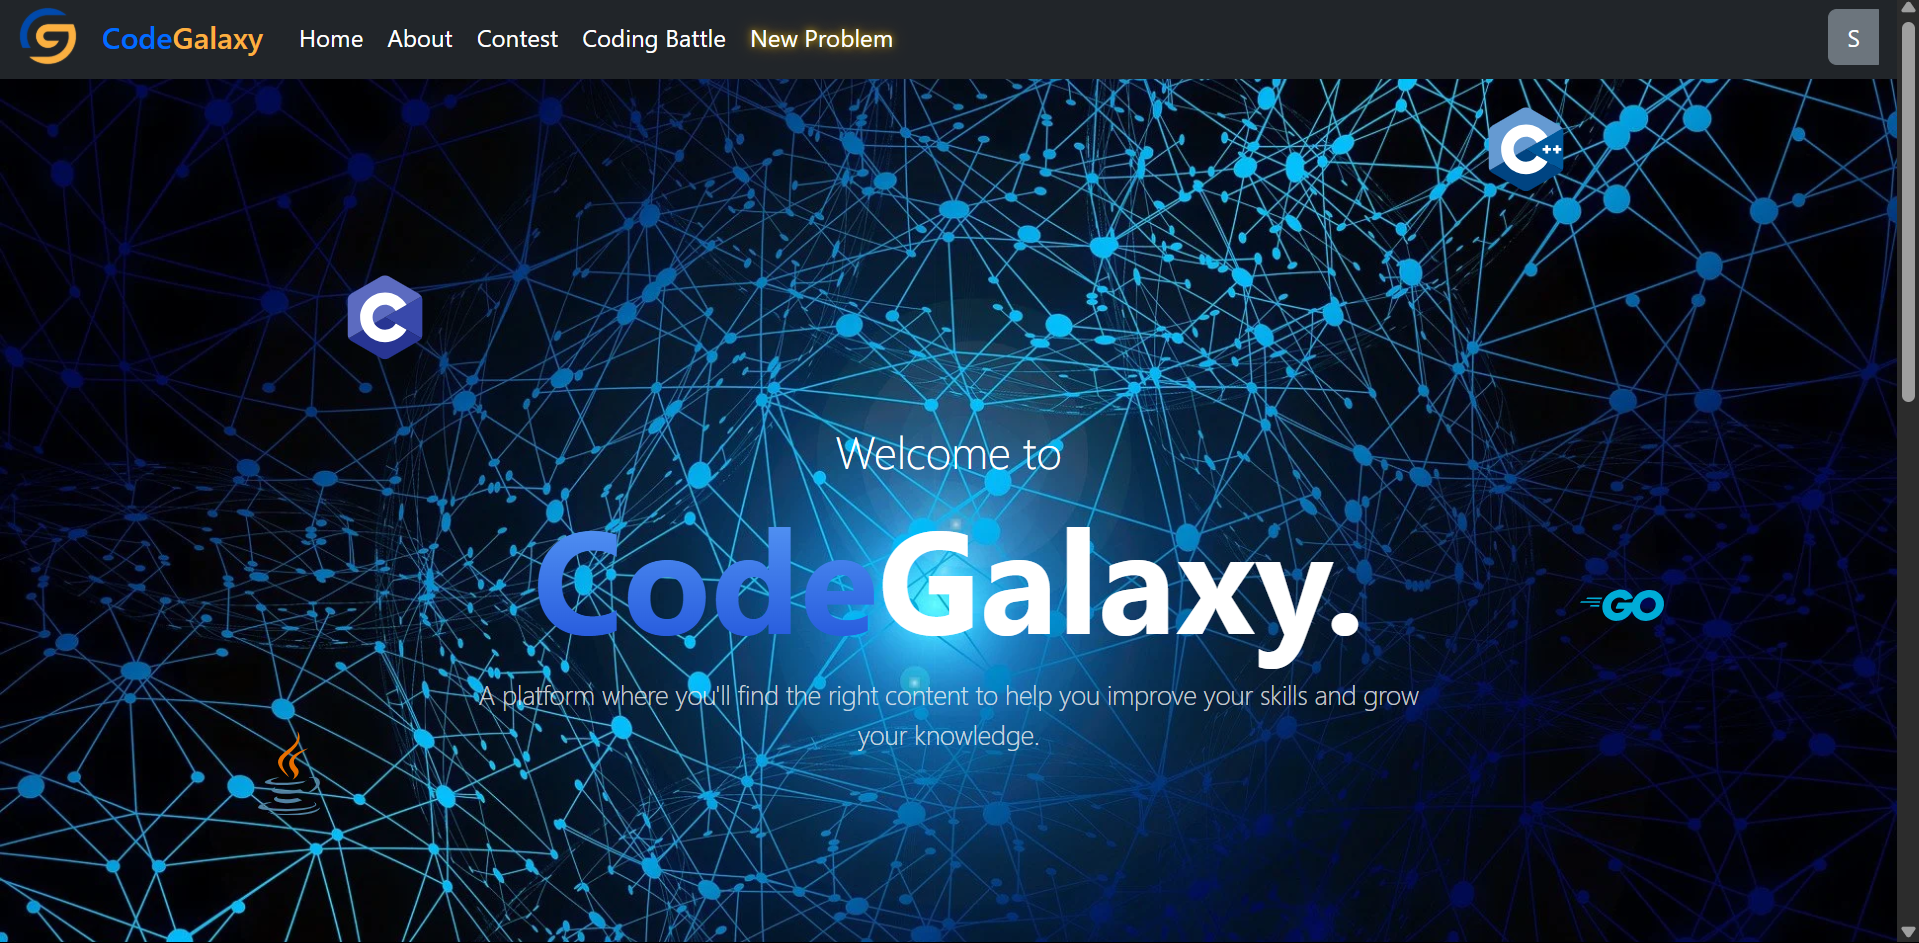 CodeGalaxy Home About Contest Coding Battle New Problem S
C++
C
Welcome to
CodeGalaxy.
GO
A platform where you'll find the right content to help you improve your skills and grow
your knowledge.